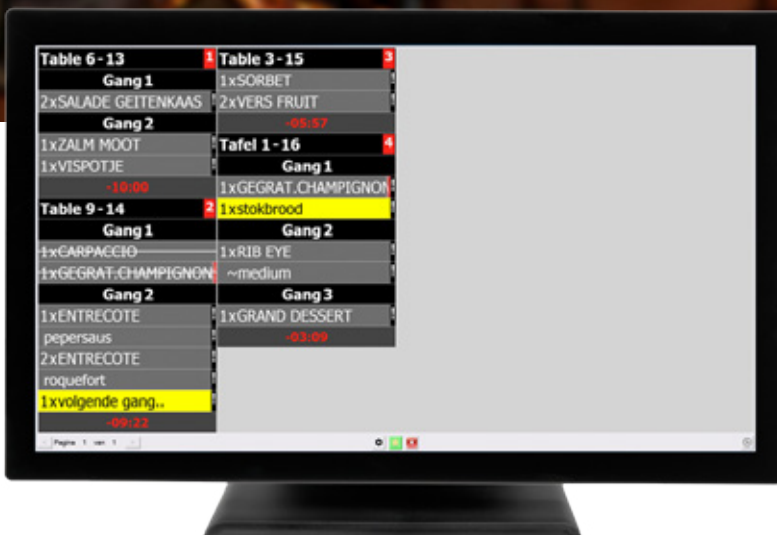 Table 6-13 1
Gang 1
2xSALADE GEITENKAAS
Gang 2
1xZALM MOOT
1xVISPOTJE
-10:00
Table 9-14 2
Gang 1
1xCARPACCIO
1xGEGRAT.CHAMPIGNON
Gang 2
1xENTRECOTE
pepersaus
2xENTRECOTE
roquefort
1xvolgende gang..
-09:22
Table 3-15 3
1xSORBET
2xVERS FRUIT
-05:57
Tafel 1-16 4
Gang 1
1xGEGRAT.CHAMPIGNON
1xstokbrood
Gang 2
1xRIB EYE
~medium
Gang 3
1xGRAND DESSERT
-03:09
Pagina 1 van 1